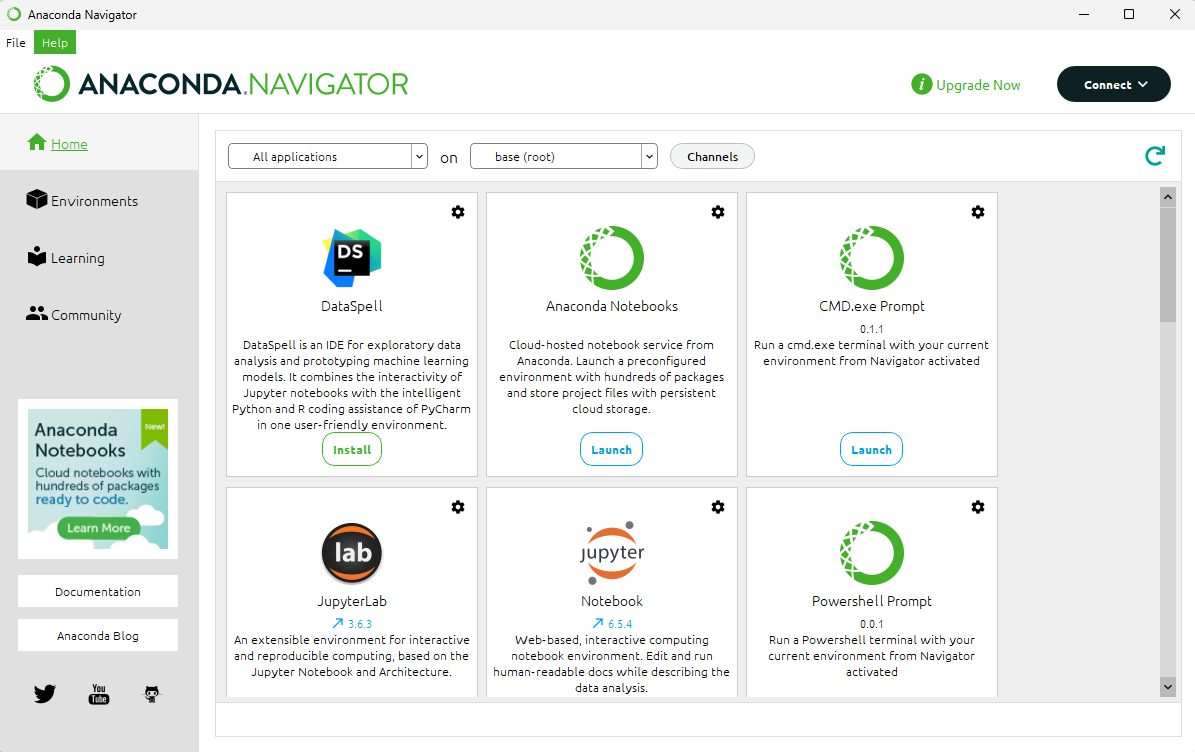 Anaconda Navigator
File Help
ANACONDA.NAVIGATOR
i Upgrade Now
Connect
Home
Environments
Learning
Community
All applications on base (root) Channels
DS
DataSpell
DataSpell is an IDE for exploratory data
analysis and prototyping machine learning
models. It combines the interactivity of
Jupyter notebooks with the intelligent
Python and R coding assistance of PyCharm
in one user-friendly environment.
Install
Anaconda Notebooks
Cloud-hosted notebook service from
Anaconda. Launch a preconfigured
environment with hundreds of packages
and store project files with persistent
cloud storage.
Launch
CMD.exe Prompt
0.1.1
Run a cmd.exe terminal with your current
environment from Navigator activated
Launch
lab
JupyterLab
3.6.3
An extensible environment for interactive
and reproducible computing, based on the
Jupyter Notebook and Architecture.
jupyter
Notebook
6.5.4
Web-based, interactive computing
notebook environment. Edit and run
human-readable docs while describing the
data analysis.
Powershell Prompt
0.0.1
Run a Powershell terminal with your
current environment from Navigator
activated
New!
Anaconda
Notebooks
Cloud notebooks with
hundreds of packages
ready to code.
Learn More
Documentation
Anaconda Blog
You
Tube